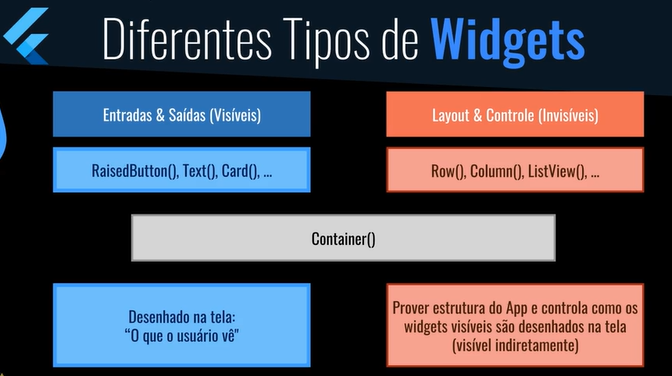 Diferentes Tipos de Widgets
Entradas & Saídas (Visíveis)
Layout & Controle (Invisíveis)
RaisedButton(), Text(), Card(), ...
Row(), Column(), ListView(), ...
Container()
Desenhado na tela:
“O que o usuário vê"
Prover estrutura do App e controla como os
widgets visíveis são desenhados na tela
(visível indiretamente)